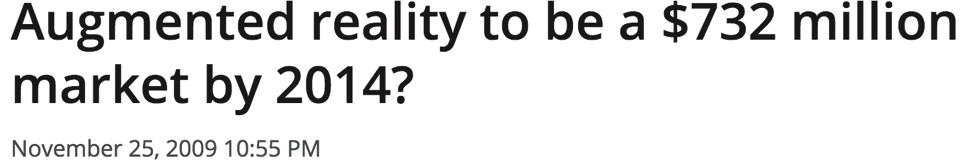 Augmented reality to be a $732 million
market by 2014?
November 25, 2009 10:55 PM